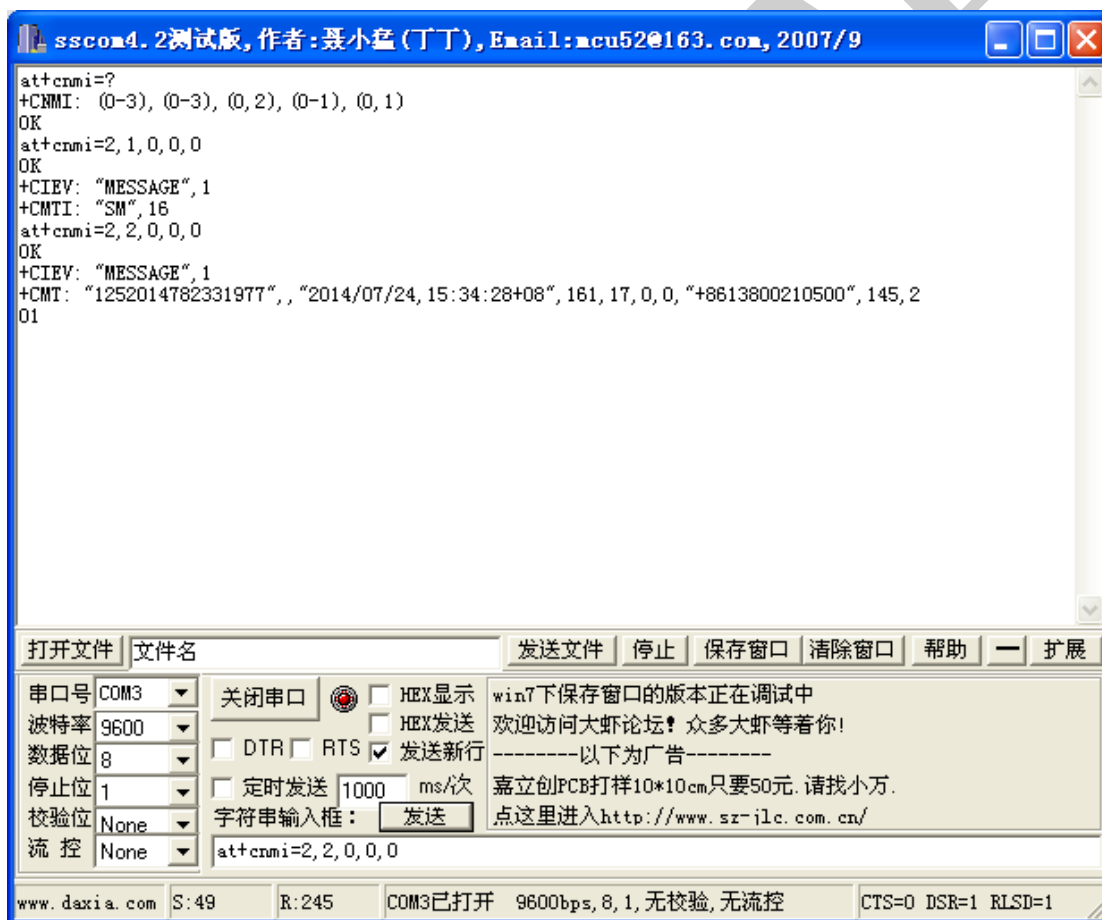 sscom4.2测试版,作者:聂小猛(丁丁),Email:mcu52@163.com,2007/9
at+cnmi=?
+CNMI: (0-3), (0-3), (0,2), (0-1), (0,1)
OK
at+cnmi=2,1,0,0,0
OK
+CIEV: "MESSAGE",1
+CMTI: "SM",16
at+cnmi=2,2,0,0,0
OK
+CIEV: "MESSAGE",1
+CMT: "1252014782331977",, "2014/07/24,15:34:28+08",161,17,0,0,"+8613800210500",145,2
01
打开文件 文件名 发送文件 停止 保存窗口 清除窗口 帮助 — 扩展
串口号 COM3 关闭串口 HEX显示 win7下保存窗口的版本正在调试中
波特率 9600 HEX发送 欢迎访问大虾论坛! 众多大虾等着你!
数据位 8 DTR RTS 发送新行 --------以下为广告--------
停止位 1 定时发送 1000 ms/次 嘉立创PCB打样10*10cm只要50元.请找小万.
校验位 None 字符串输入框: 发送 点这里进入http://www.sz-jlc.com.cn/
流 控 None at+cnmi=2,2,0,0,0
www.daxia.com S:49 R:245 COM3已打开 9600bps,8,1,无校验,无流控 CTS=0 DSR=1 RLSD=1